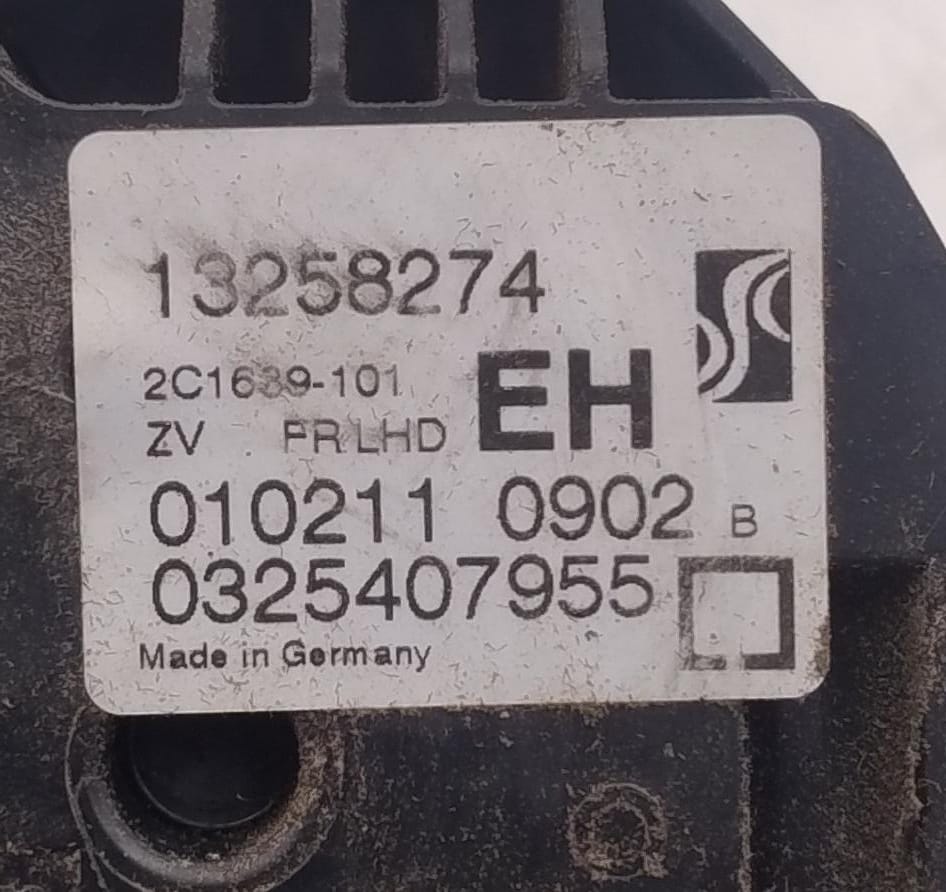 13258274
2C1639-101
EH
ZV FR LHD
010211 0902 B
0325407955
Made in Germany